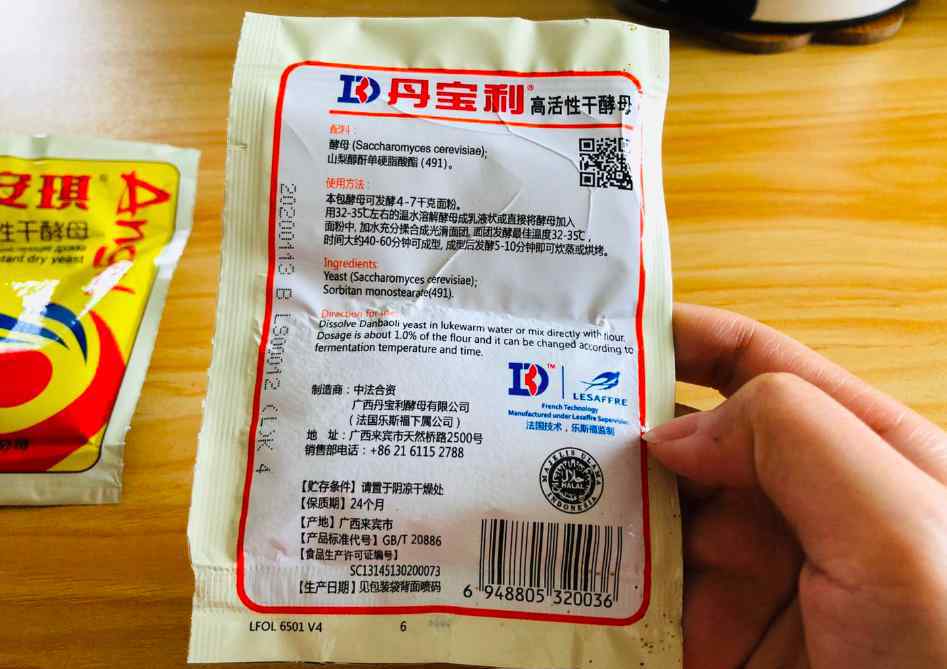 丹宝利® 高活性干酵母
配料:
酵母 (Saccharomyces cerevisiae);
山梨醇酐单硬脂酸酯 (491)。
使用方法:
本包酵母可发酵4-7千克面粉。
用32-35℃左右的温水溶解酵母成乳液状或直接将酵母加入
面粉中, 加水充分揉合成光滑面团, 面团发酵最佳温度32-35℃,
时间大约40-60分钟可成型, 成型后发酵5-10分钟即可炊蒸或烘烤。
Ingredients:
Yeast (Saccharomyces cerevisiae);
Sorbitan monostearate(491).
Direction for
Dissolve Danbaoli yeast in lukewarm water or mix directly with flour.
Dosage is about 1.0% of the flour and it can be changed according to
fermentation temperature and time.
TM
LESAFFRE
French Technology
Manufactured under Lesaffre
法国技术，乐斯福监制
制造商：中法合资
广西丹宝利酵母有限公司
（法国乐斯福下属公司）
地 址：广西来宾市天然桥路2500号
销售部电话：+86 21 6115 2788
MAJELIS ULAMA
HALAL
INDONESIA
【贮存条件】请置于阴凉干燥处
【保质期】24个月
【产地】广西来宾市
【产品标准代号】GB/T 20886
【食品生产许可证编号】
SC13145130200073
【生产日期】见包装袋背面喷码
6 948805 320036
LFOL 6501 V4
6
安琪®
Angel
性干酵母
tant dry yeast